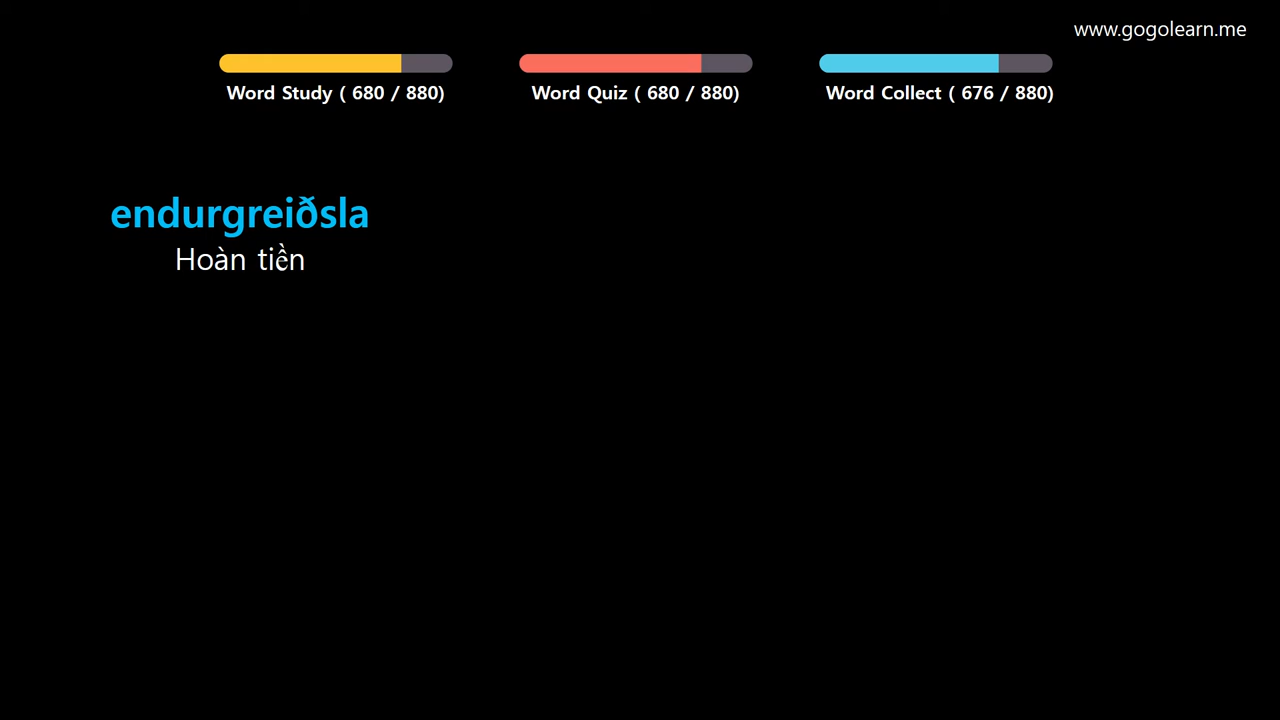 www.gogolearn.me
Word Study ( 680 / 880)
Word Quiz ( 680 / 880)
Word Collect ( 676 / 880)
endurgreiðsla
Hoàn tiền